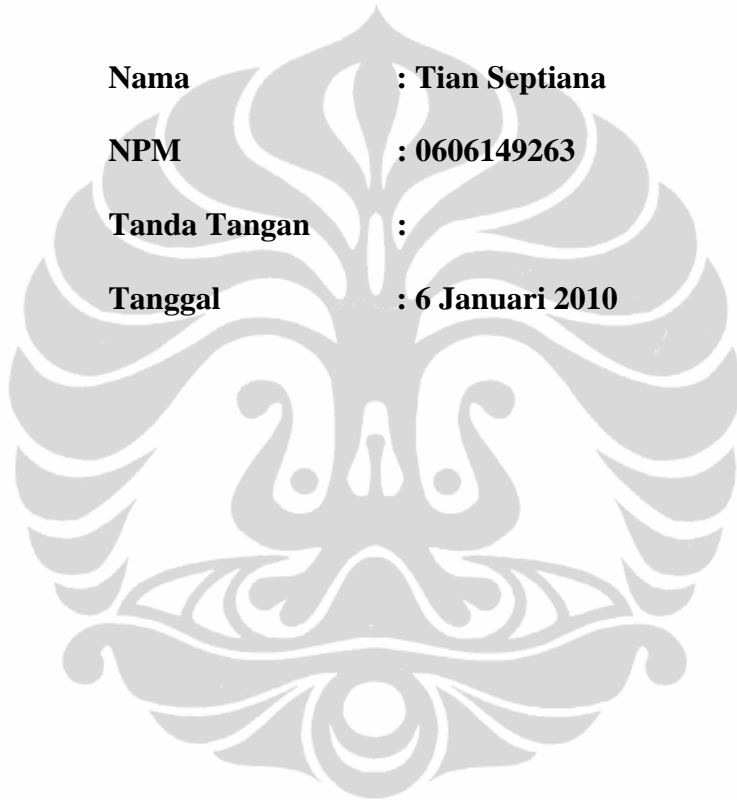 Nama : Tian Septiana
NPM : 0606149263
Tanda Tangan :
Tanggal : 6 Januari 2010